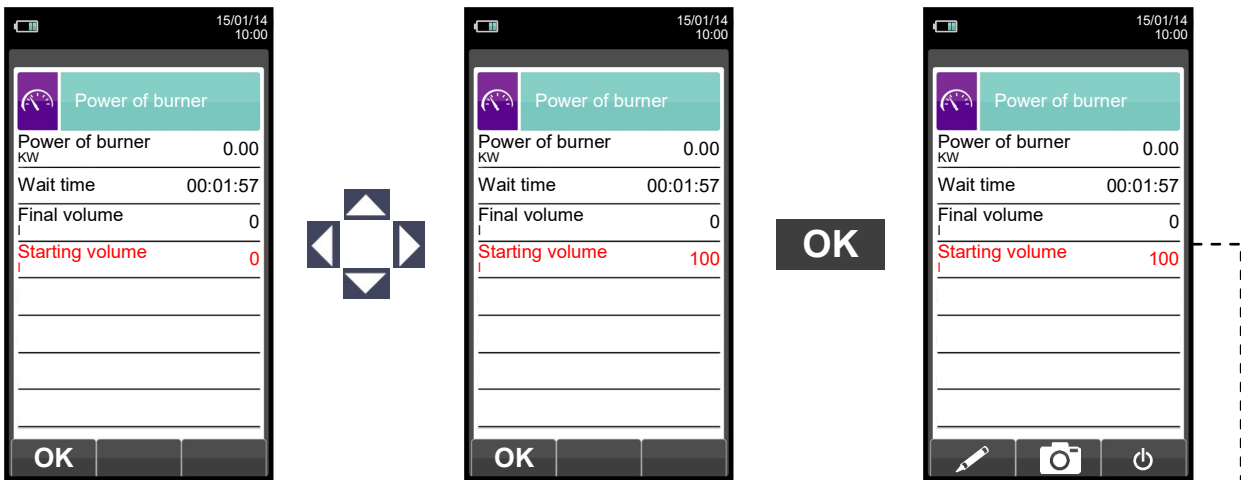 15/01/14
10:00
Power of burner
Power of burner
KW
0.00
Wait time 00:01:57
Final volume
l
0
Starting volume
l
0
OK
15/01/14
10:00
Power of burner
Power of burner
KW
0.00
Wait time 00:01:57
Final volume
l
0
Starting volume
l
100
OK
OK
15/01/14
10:00
Power of burner
Power of burner
KW
0.00
Wait time 00:01:57
Final volume
l
0
Starting volume
l
100